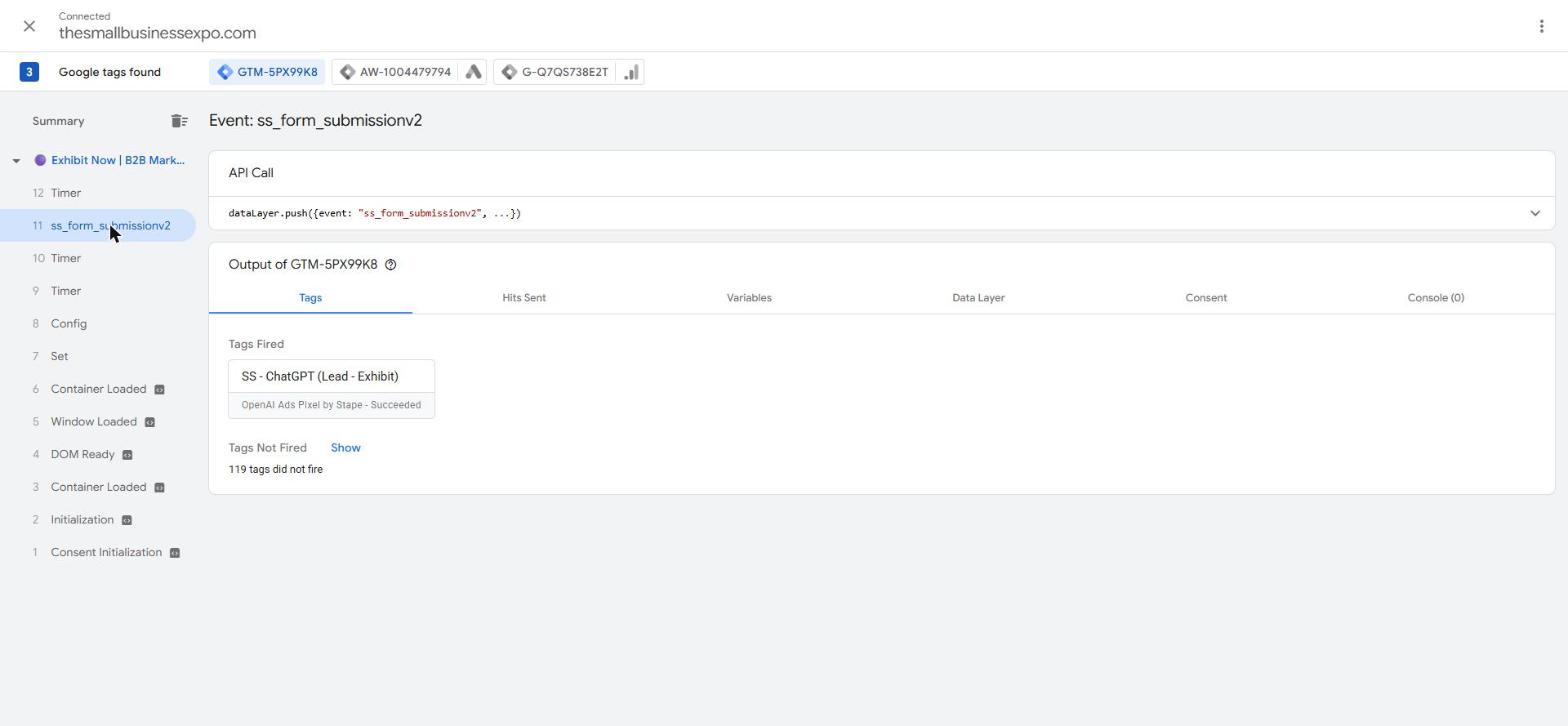 Connected
thesmallbusinessexpo.com
3 Google tags found GTM-5PX99K8 AW-1004479794 G-Q7QS738E2T
Summary
Exhibit Now | B2B Mark...
12 Timer
11 ss_form_submissionv2
10 Timer
9 Timer
8 Config
7 Set
6 Container Loaded
5 Window Loaded
4 DOM Ready
3 Container Loaded
2 Initialization
1 Consent Initialization
Event: ss_form_submissionv2
API Call
dataLayer.push({event: "ss_form_submissionv2", ...})
Output of GTM-5PX99K8
Tags Hits Sent Variables Data Layer Consent Console (0)
Tags Fired
SS - ChatGPT (Lead - Exhibit)
OpenAI Ads Pixel by Stape - Succeeded
Tags Not Fired Show
119 tags did not fire